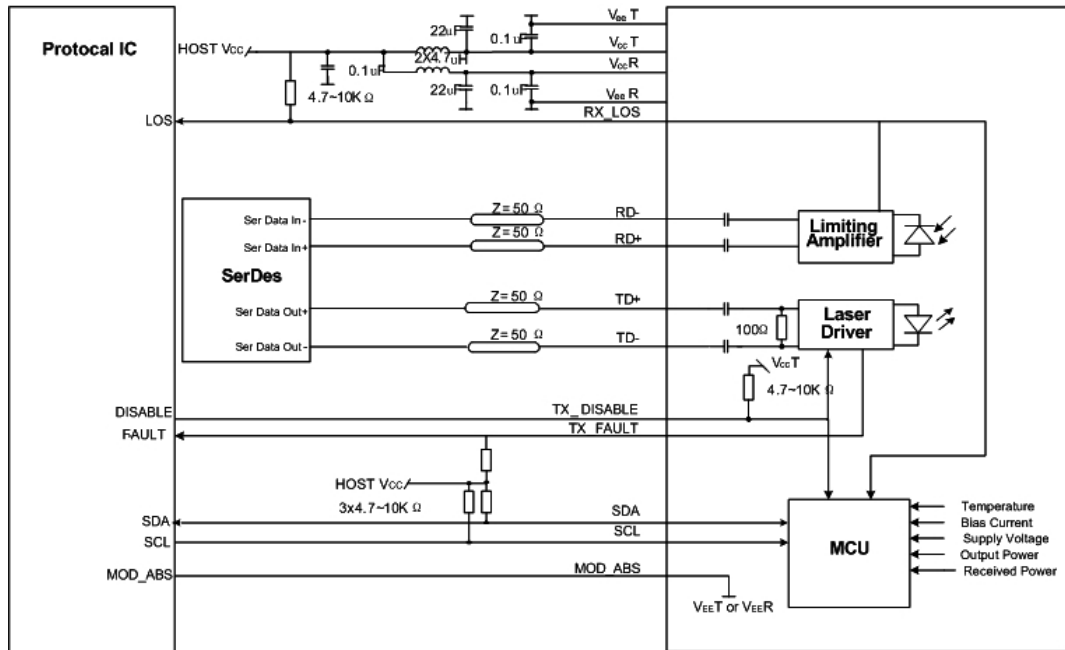 Protocal IC
HOST Vcc
22uF
0.1uF
VeeT
VccT
0.1uF
2X4.7uH
VccR
4.7~10K Ω
22uF
0.1uF
VeeR
LOS
RX_LOS
Ser Data In-
Z=50 Ω
RD-
Ser Data In+
Z=50 Ω
RD+
Limiting
Amplifier
SerDes
Ser Data Out+
Z=50 Ω
TD+
100Ω
Laser
Driver
Ser Data Out-
Z=50 Ω
TD-
VccT
4.7~10K Ω
DISABLE
TX_DISABLE
FAULT
TX_FAULT
HOST Vcc
3x4.7~10K Ω
SDA
SDA
SCL
SCL
MCU
Temperature
Bias Current
Supply Voltage
Output Power
Received Power
MOD_ABS
MOD_ABS
VEET or VEER